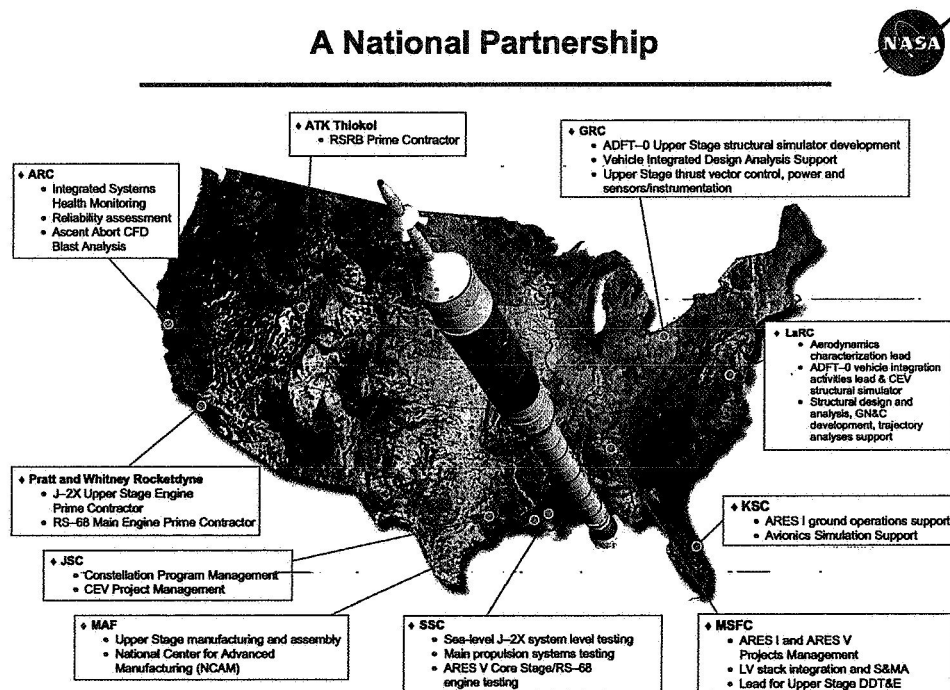 A National Partnership
NASA
♦ ATK Thiokol
• RSRB Prime Contractor
♦ GRC
• ADFT–0 Upper Stage structural simulator development
• Vehicle Integrated Design Analysis Support
• Upper Stage thrust vector control, power and
sensors/instrumentation
♦ ARC
• Integrated Systems
Health Monitoring
• Reliability assessment
• Ascent Abort CFD
Blast Analysis
♦ LaRC
• Aerodynamics
characterization lead
• ADFT–0 vehicle integration
activities lead & CEV
structural simulator
• Structural design and
analysis, GN&C
development, trajectory
analyses support
♦ Pratt and Whitney Rocketdyne
• J–2X Upper Stage Engine
Prime Contractor
• RS–68 Main Engine Prime Contractor
♦ KSC
• ARES I ground operations support
• Avionics Simulation Support
♦ JSC
• Constellation Program Management
• CEV Project Management
♦ MAF
• Upper Stage manufacturing and assembly
• National Center for Advanced
Manufacturing (NCAM)
♦ SSC
• Sea-level J–2X system level testing
• Main propulsion systems testing
• ARES V Core Stage/RS–68
engine testing
♦ MSFC
• ARES I and ARES V
Projects Management
• LV stack integration and S&MA
• Lead for Upper Stage DDT&E